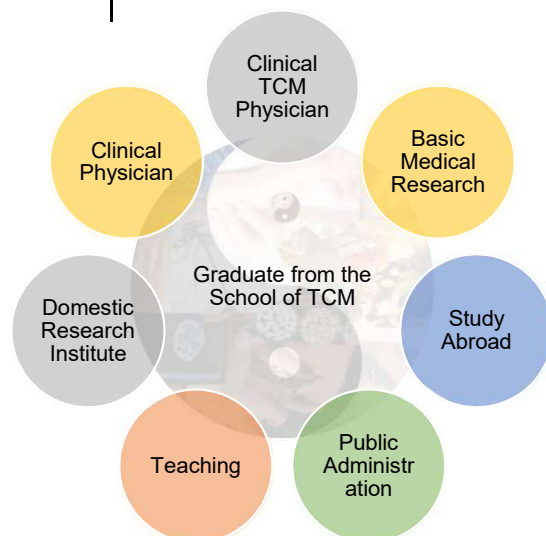 Clinical
TCM
Physician
Basic
Medical
Research
Study
Abroad
Public
Administr
ation
Teaching
Domestic
Research
Institute
Clinical
Physician
Graduate from the
School of TCM